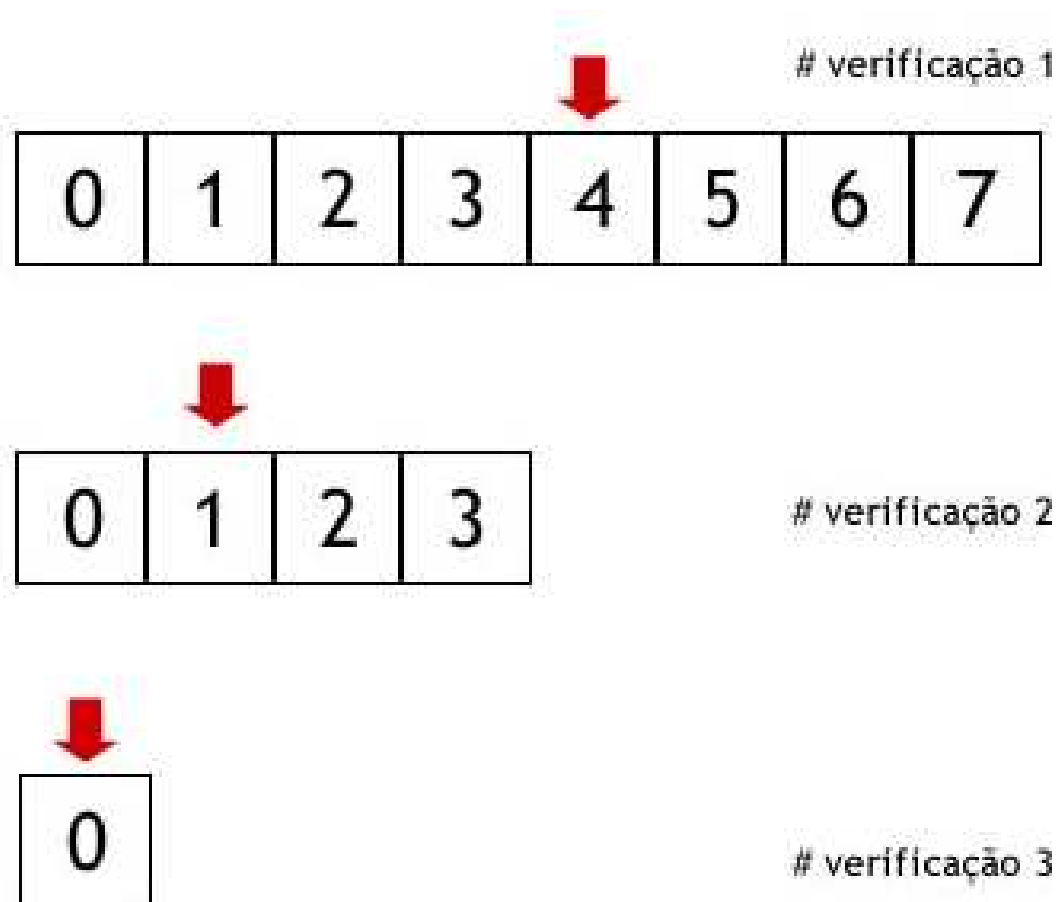 # verificação 1
0 1 2 3 4 5 6 7
0 1 2 3
# verificação 2
0
# verificação 3